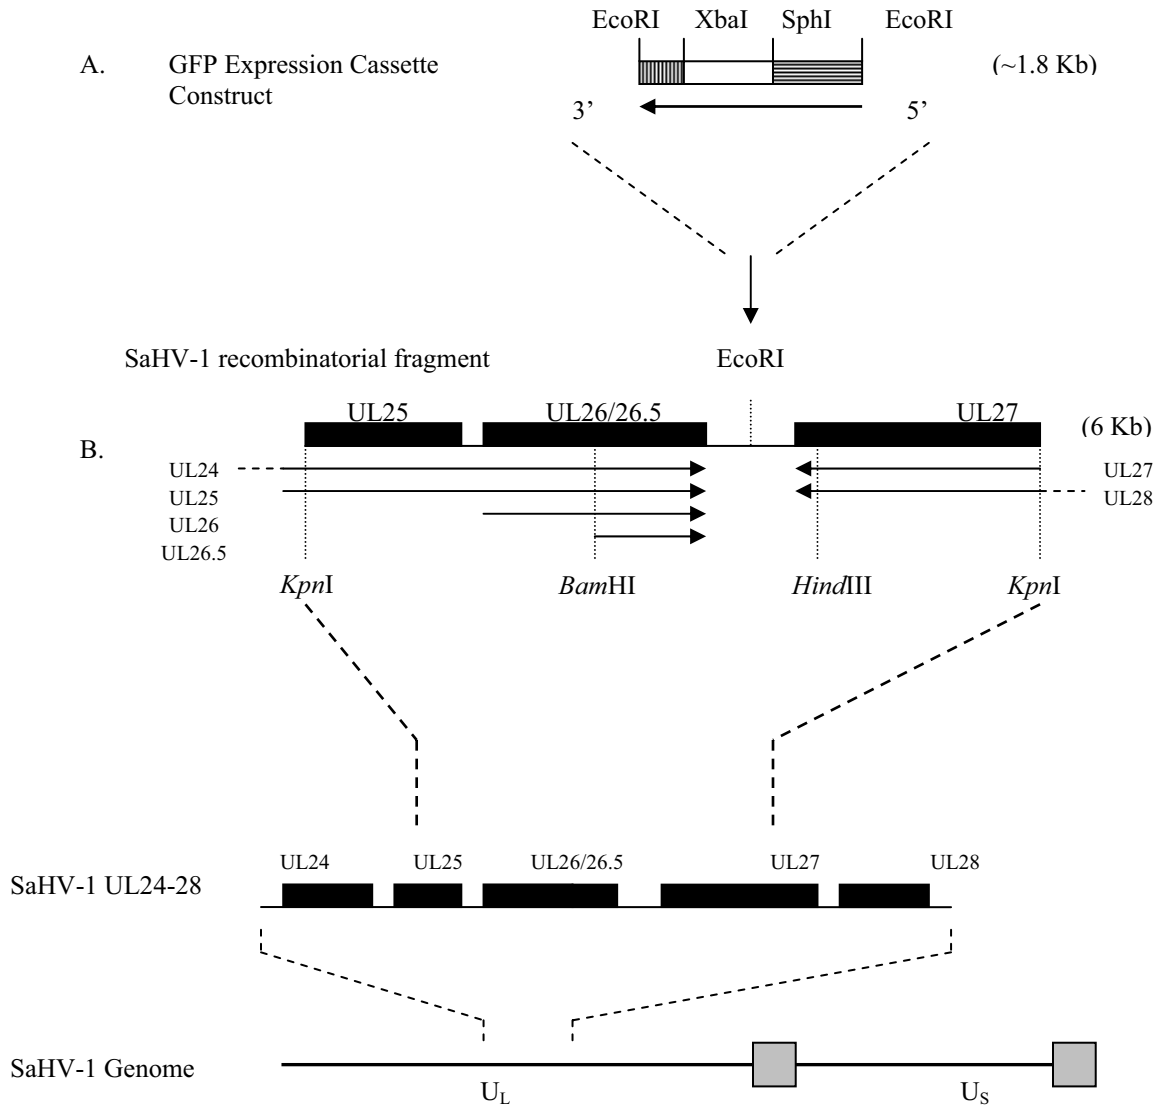 EcoRI XbaI SphI EcoRI
A. GFP Expression Cassette (~1.8 Kb)
Construct
3’ 5’
SaHV-1 recombinatorial fragment EcoRI
UL25 UL26/26.5 UL27
B. (6 Kb)
UL24 UL27
UL25 UL28
UL26
UL26.5
KpnI BamHI HindIII KpnI
UL24 UL25 UL26/26.5 UL27 UL28
SaHV-1 UL24-28
SaHV-1 Genome
UL US